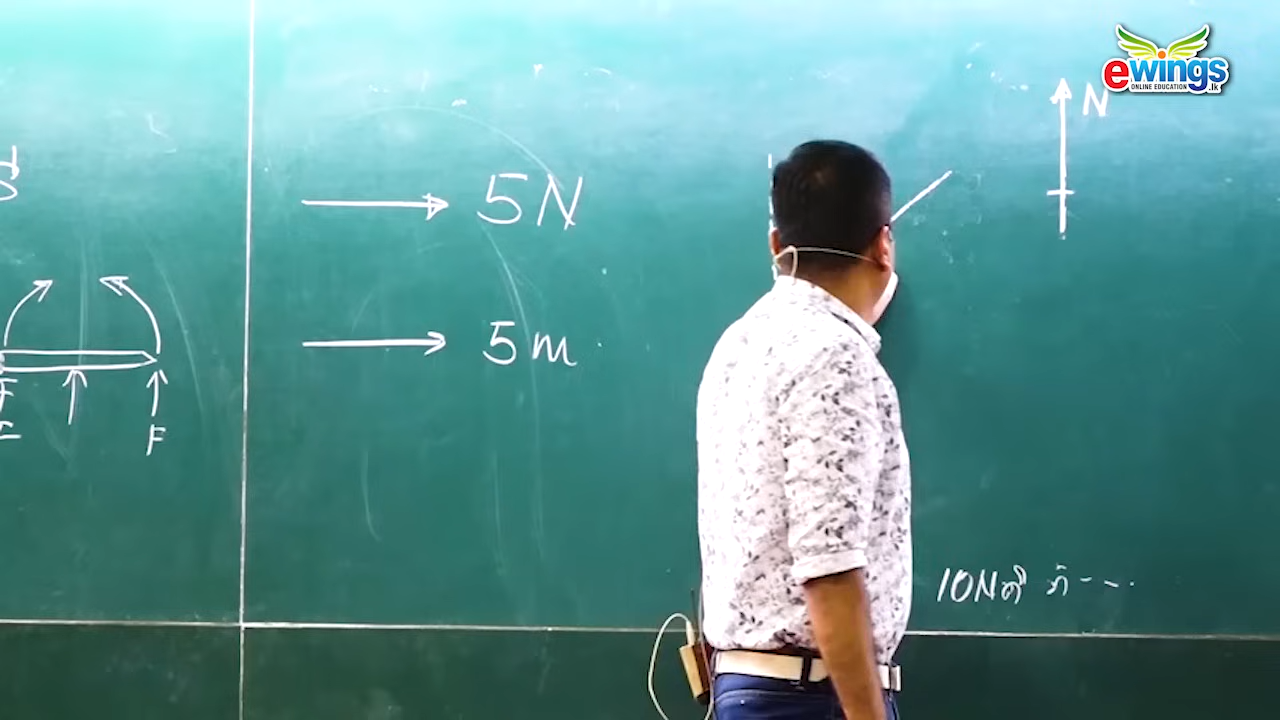 ewings.lk
ONLINE EDUCATION
N
5N
5m
F
10Nකි